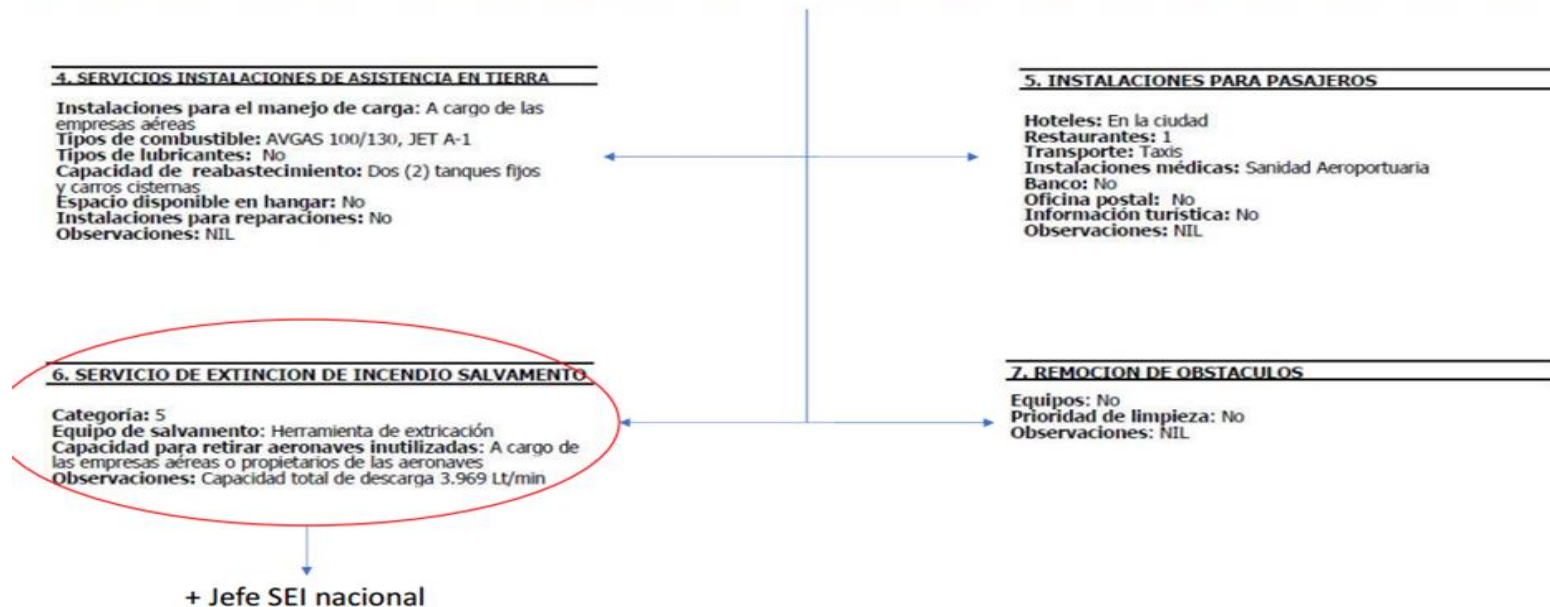 4. SERVICIOS INSTALACIONES DE ASISTENCIA EN TIERRA
Instalaciones para el manejo de carga: A cargo de las
empresas aéreas
Tipos de combustible: AVGAS 100/130, JET A-1
Tipos de lubricantes: No
Capacidad de reabastecimiento: Dos (2) tanques fijos
y carros cisternas
Espacio disponible en hangar: No
Instalaciones para reparaciones: No
Observaciones: NIL
5. INSTALACIONES PARA PASAJEROS
Hoteles: En la ciudad
Restaurantes: 1
Transporte: Taxis
Instalaciones médicas: Sanidad Aeroportuaria
Banco: No
Oficina postal: No
Información turística: No
Observaciones: NIL
6. SERVICIO DE EXTINCION DE INCENDIO SALVAMENTO
Categoría: 5
Equipo de salvamento: Herramienta de extricación
Capacidad para retirar aeronaves inutilizadas: A cargo de
las empresas aéreas o propietarios de las aeronaves
Observaciones: Capacidad total de descarga 3.969 Lt/min
7. REMOCION DE OBSTACULOS
Equipos: No
Prioridad de limpieza: No
Observaciones: NIL
+ Jefe SEI nacional